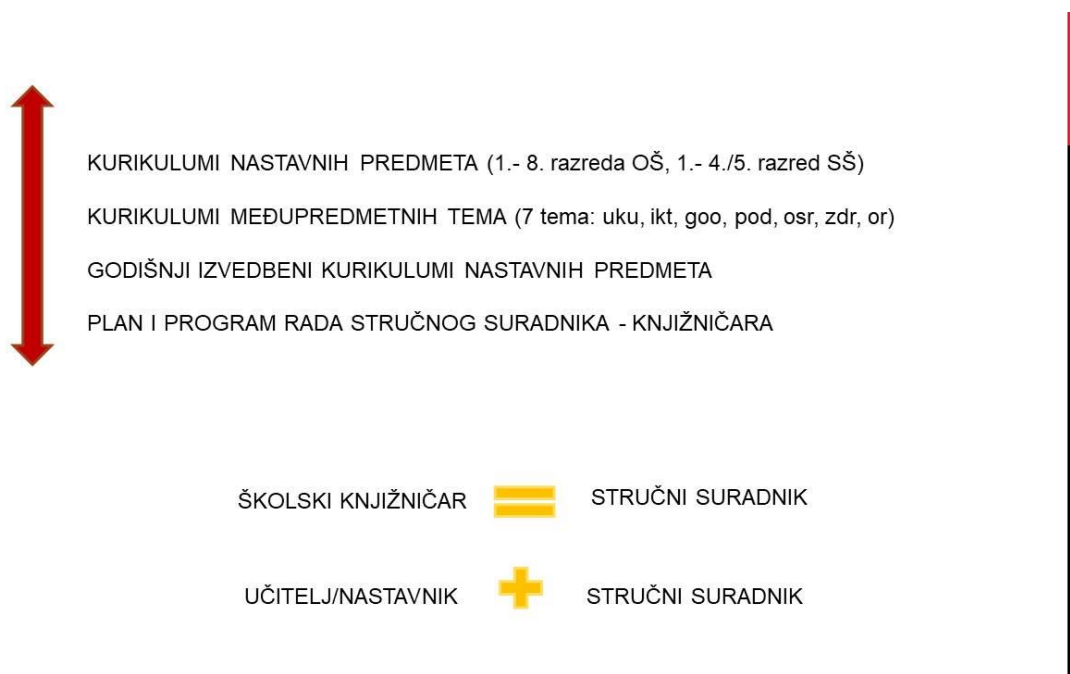 KURIKULUMI NASTAVNIH PREDMETA (1.- 8. razreda OŠ, 1.- 4./5. razred SŠ)
KURIKULUMI MEĐUPREDMETNIH TEMA (7 tema: uku, ikt, goo, pod, osr, zdr, or)
GODIŠNJI IZVEDBENI KURIKULUMI NASTAVNIH PREDMETA
PLAN I PROGRAM RADA STRUČNOG SURADNIKA - KNJIŽNIČARA
ŠKOLSKI KNJIŽNIČAR = STRUČNI SURADNIK
UČITELJ/NASTAVNIK + STRUČNI SURADNIK